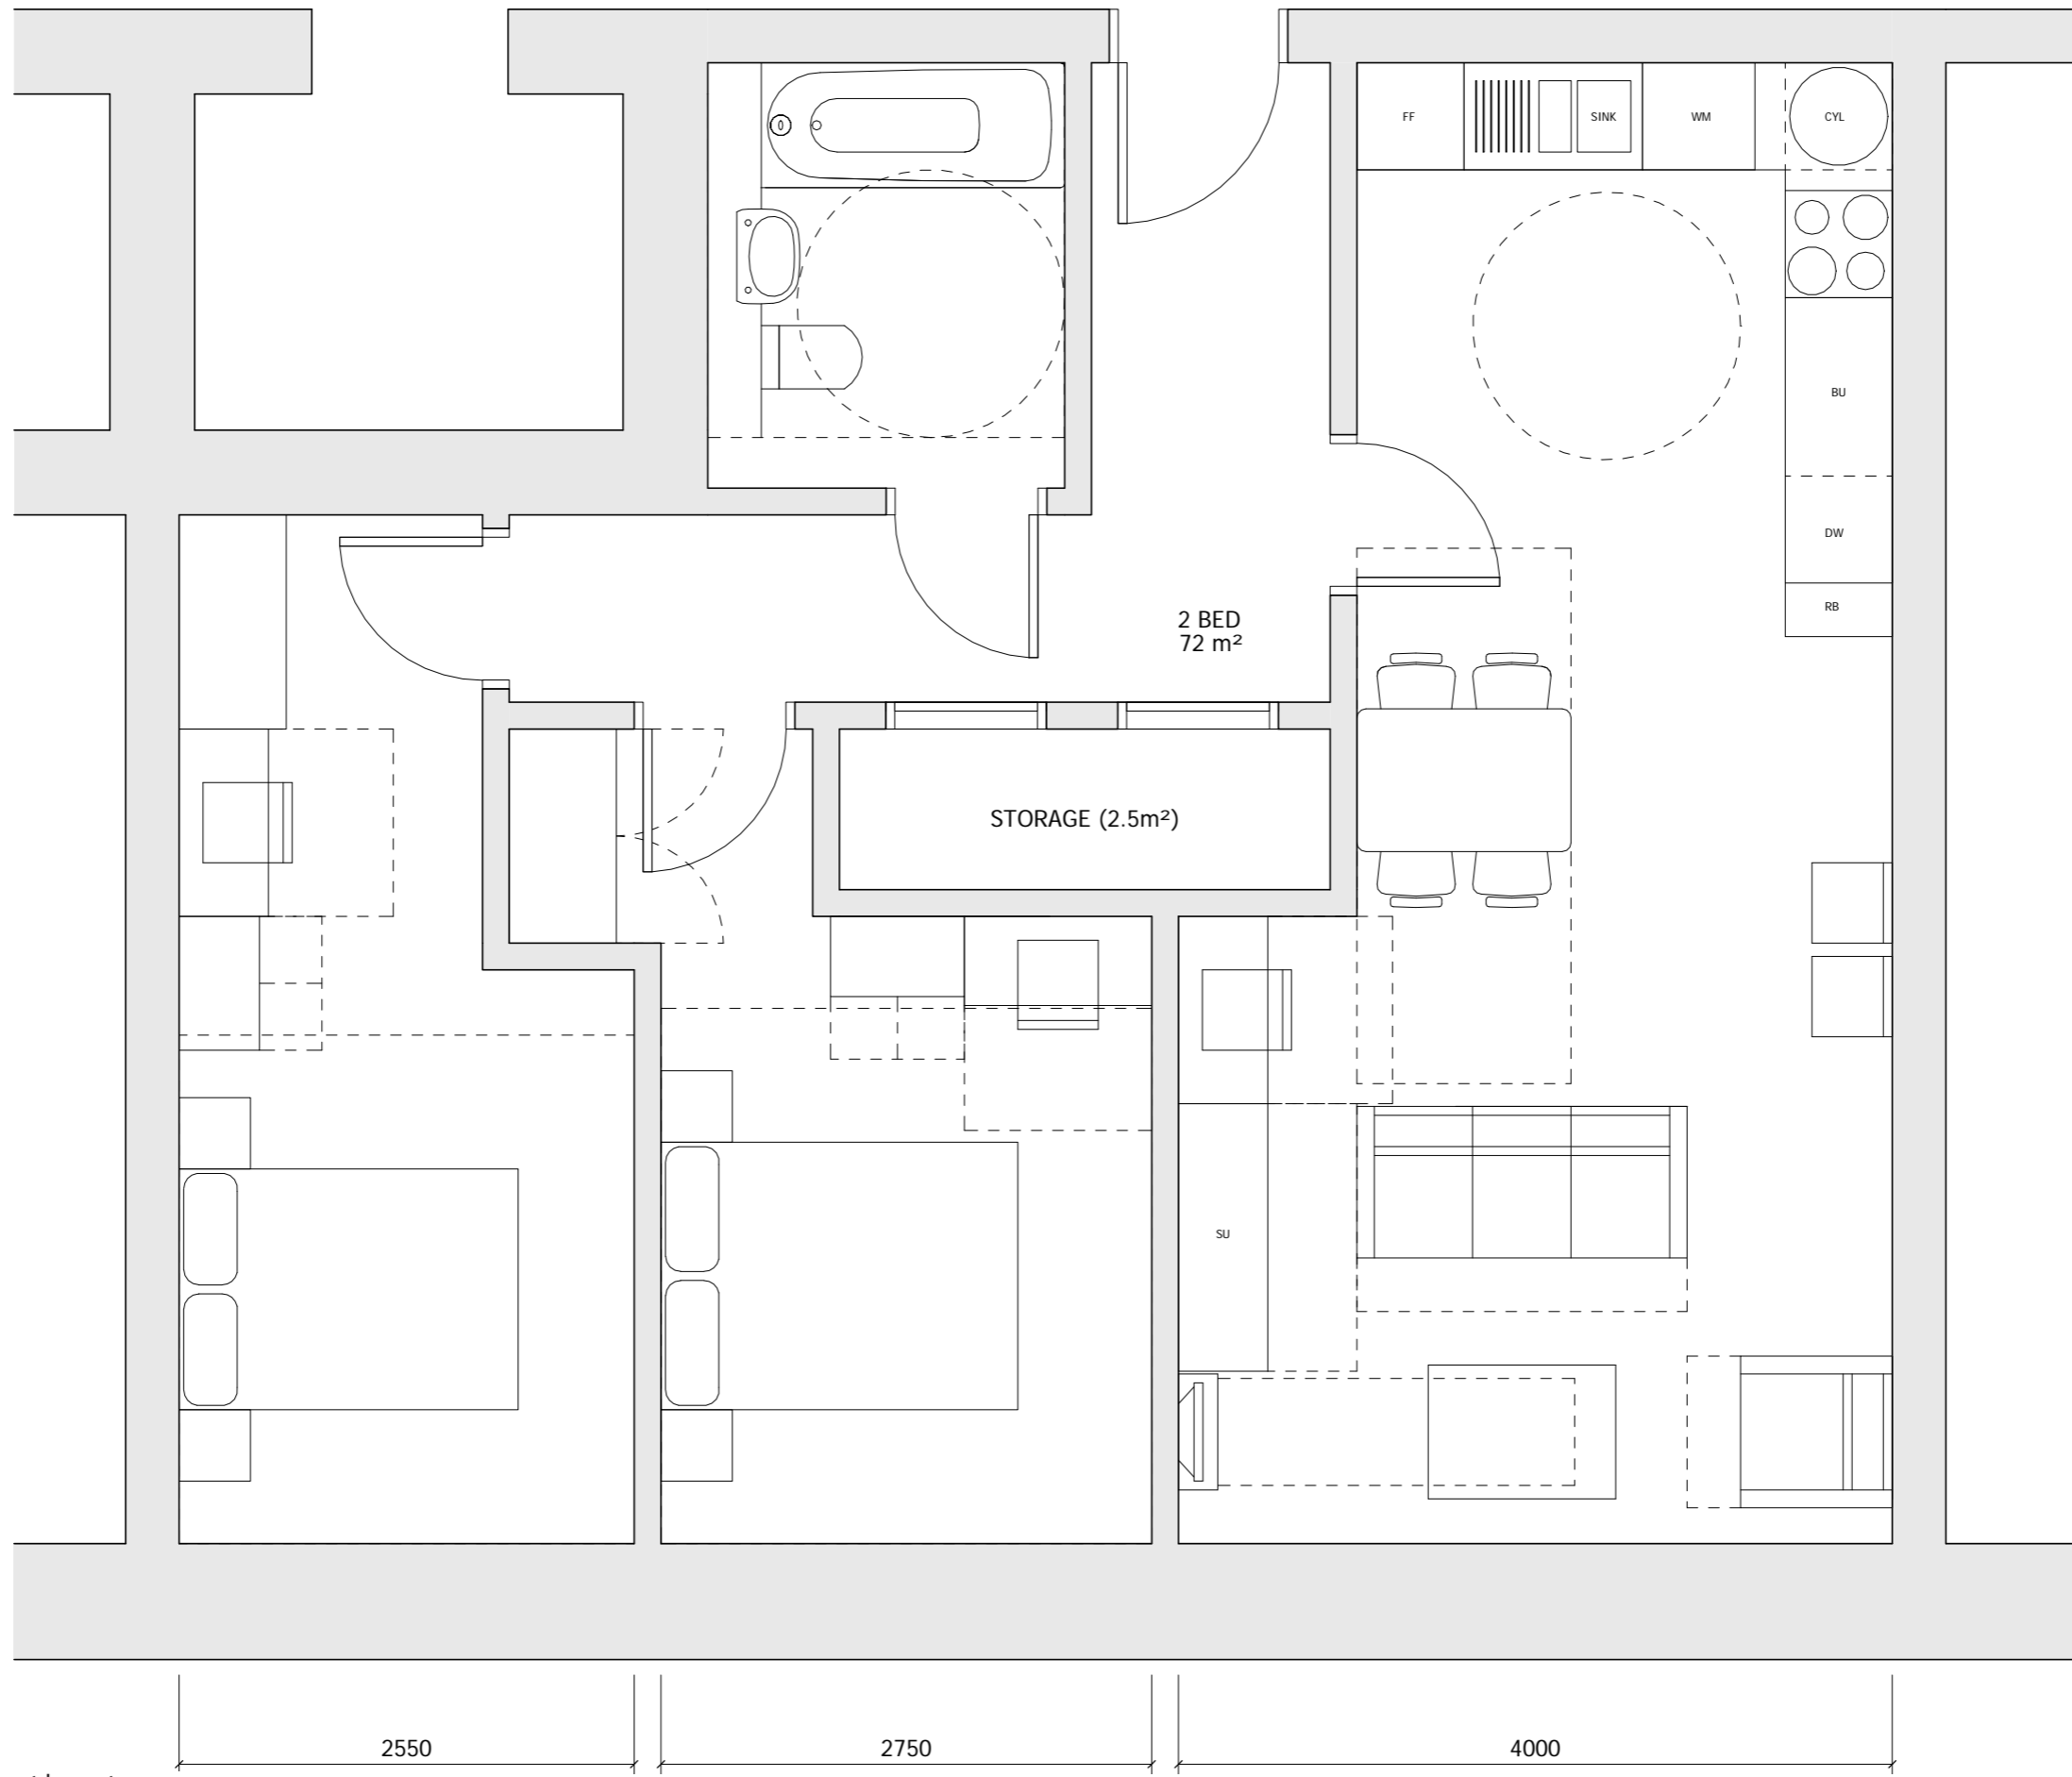 FF
SINK
WM
CYL
BU
DW
RB
2 BED
72 m²
STORAGE (2.5m²)
SU
2550
2750
4000